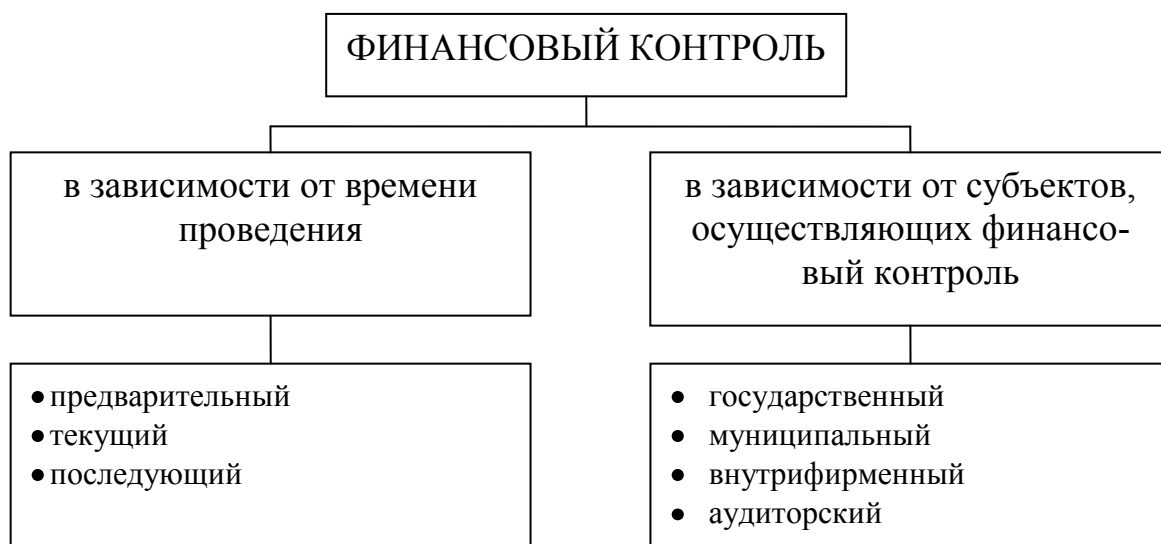 ФИНАНСОВЫЙ КОНТРОЛЬ
в зависимости от времени
проведения
в зависимости от субъектов,
осуществляющих финансо-
вый контроль
• предварительный
• текущий
• последующий
• государственный
• муниципальный
• внутрифирменный
• аудиторский